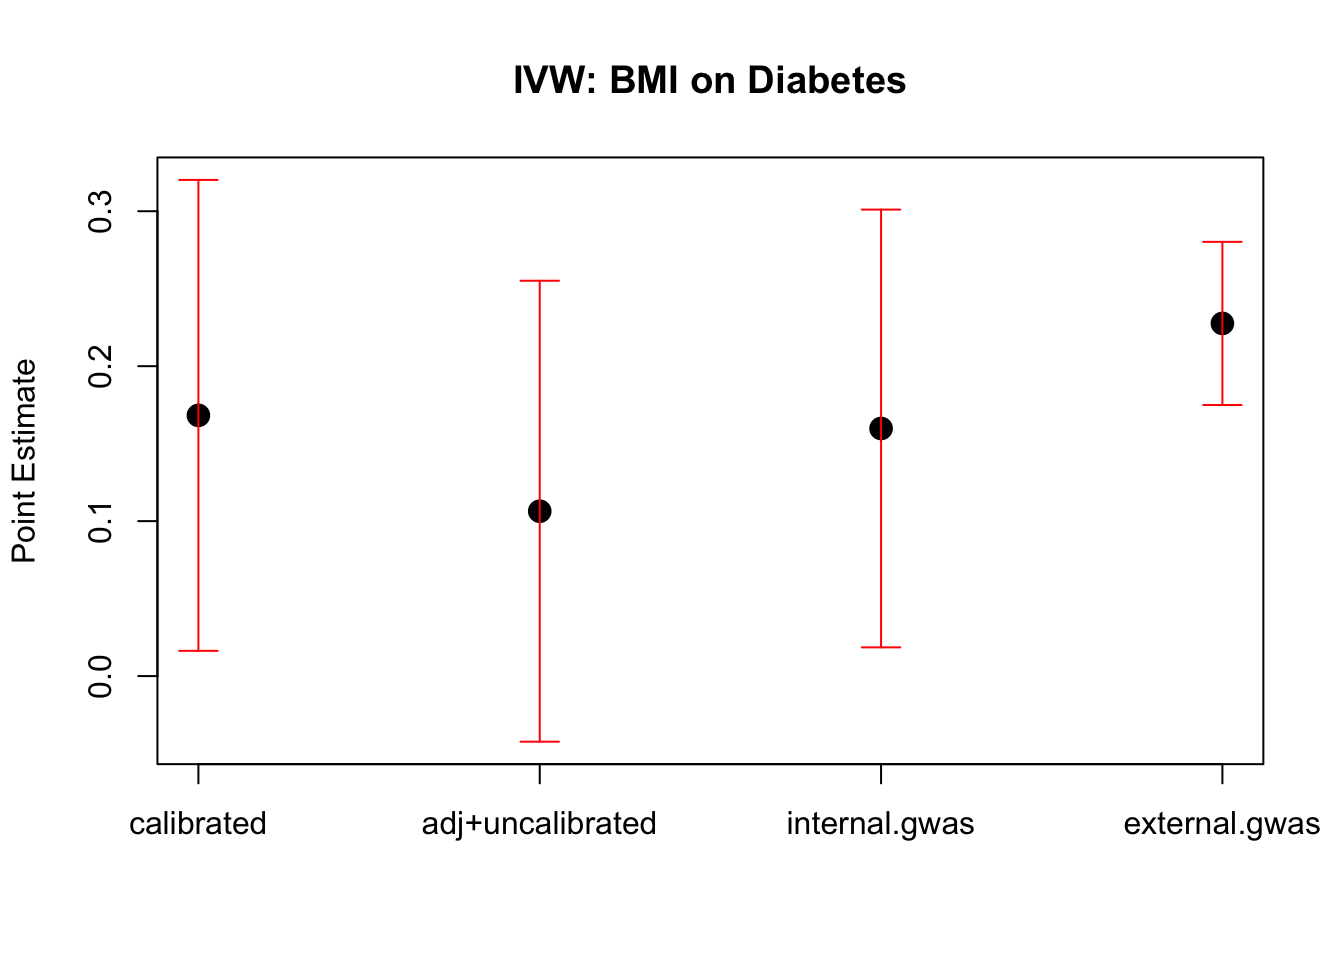 IVW: BMI on Diabetes
Point Estimate
0.3
0.2
0.1
0.0
calibrated
adj+uncalibrated
internal.gwas
external.gwas